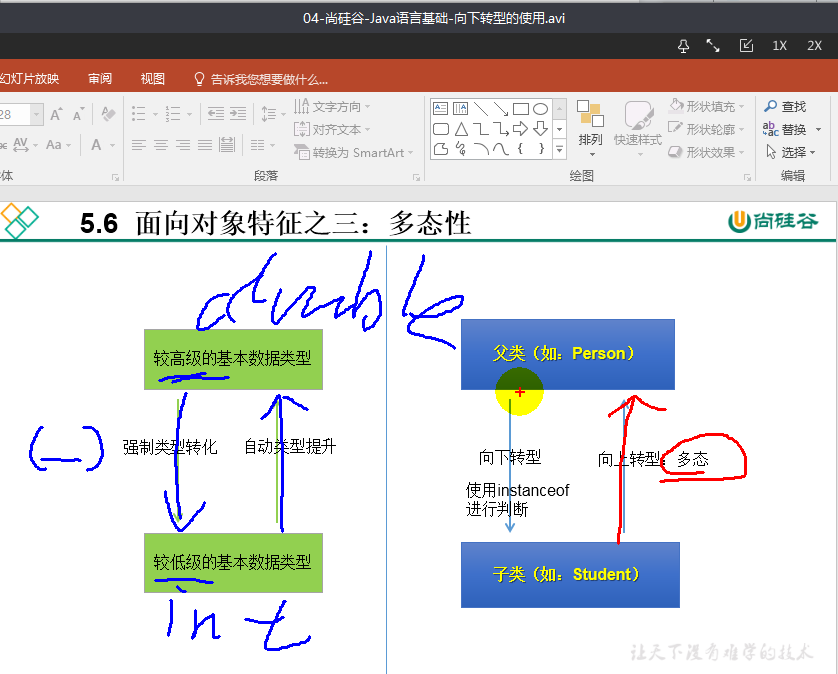 04-尚硅谷-Java语言基础-向下转型的使用.avi
1X 2X
幻灯片放映 审阅 视图 告诉我您想要做什么...
28 A A 文字方向 形状填充 查找
AV Aa A 对齐文本 排列 快速样式 形状轮廓 替换
转换为 SmartArt 形状效果 选择
体 段落 绘图 编辑
5.6 面向对象特征之三：多态性 尚硅谷
double
较高级的基本数据类型
父类（如：Person）
(—) 强制类型转化 自动类型提升
向下转型 向上转型：多态
使用instanceof
进行判断
较低级的基本数据类型
子类（如：Student）
int
让天下没有难学的技术